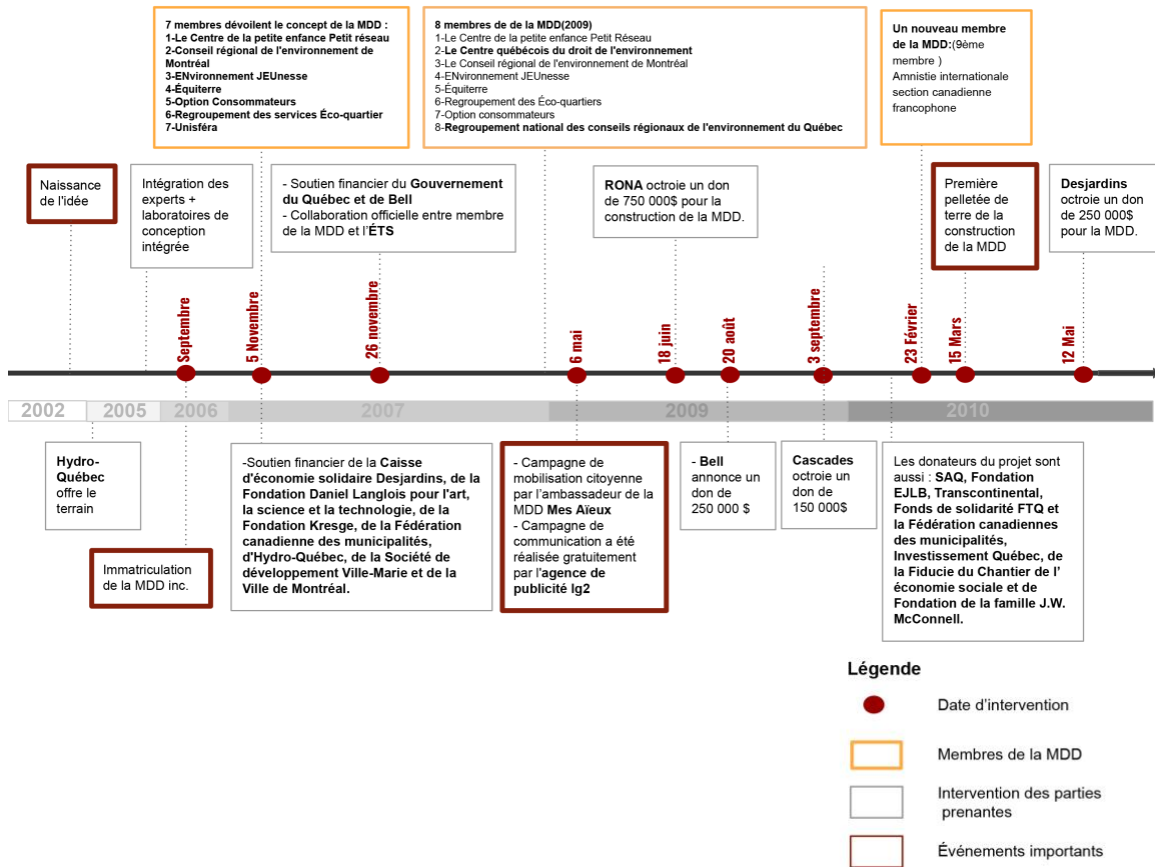 7 membres dévoilent le concept de la MDD :
1-Le Centre de la petite enfance Petit réseau
2-Conseil régional de l'environnement de
Montréal
3-ENvironnement JEUnesse
4-Équiterre
5-Option Consommateurs
6-Regroupement des services Éco-quartier
7-Unisféra
8 membres de de la MDD(2009)
1-Le Centre de la petite enfance Petit Réseau
2-Le Centre québécois du droit de l'environnement
3-Le Conseil régional de l'environnement de Montréal
4-ENvironnement JEUnesse
5-Équiterre
6-Regroupement des Éco-quartiers
7-Option consommateurs
8-Regroupement national des conseils régionaux de l'environnement du Québec
Un nouveau membre
de la MDD:(9ème
membre )
Amnistie internationale
section canadienne
francophone
Naissance
de l'idée
Intégration des
experts +
laboratoires de
conception
intégrée
- Soutien financier du Gouvernement
du Québec et de Bell
- Collaboration officielle entre membre
de la MDD et l'ÉTS
RONA octroie un don
de 750 000$ pour la
construction de la MDD.
Première
pelletée de
terre de la
construction
de la MDD
Desjardins
octroie un don
de 250 000$
pour la MDD.
Septembre
5 Novembre
26 novembre
6 mai
18 juin
20 août
3 septembre
23 Février
15 Mars
12 Mai
2002
2005
2006
2007
2009
2010
Hydro-
Québec
offre le
terrain
Immatriculation
de la MDD inc.
-Soutien financier de la Caisse
d'économie solidaire Desjardins, de la
Fondation Daniel Langlois pour l'art,
la science et la technologie, de la
Fondation Kresge, de la Fédération
canadienne des municipalités,
d'Hydro-Québec, de la Société de
développement Ville-Marie et de la
Ville de Montréal.
- Campagne de
mobilisation citoyenne
par l'ambassadeur de la
MDD Mes Aïeux
- Campagne de
communication a été
réalisée gratuitement
par l'agence de
publicité lg2
- Bell
annonce un
don de
250 000 $
Cascades
octroie un
don de
150 000$
Les donateurs du projet sont
aussi : SAQ, Fondation
EJLB, Transcontinental,
Fonds de solidarité FTQ et
la Fédération canadiennes
des municipalités,
Investissement Québec, de
la Fiducie du Chantier de l'
économie sociale et de
Fondation de la famille J.W.
McConnell.
Légende
Date d'intervention
Membres de la MDD
Intervention des parties
prenantes
Événements importants